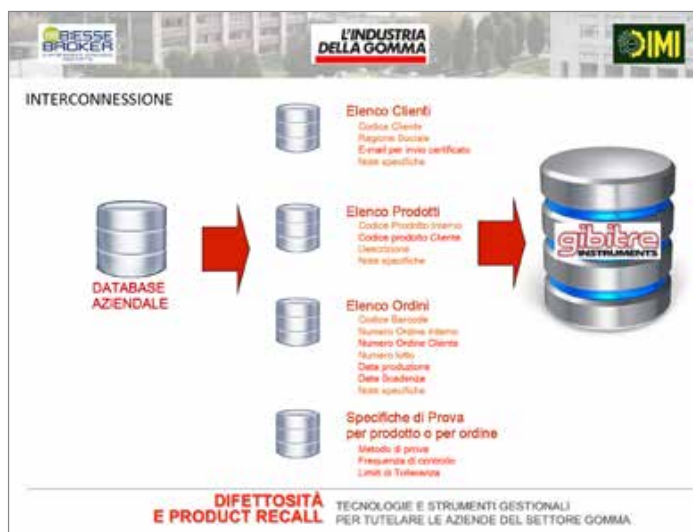 BESSE
BROKER
L'INDUSTRIA
DELLA GOMMA
DIMI
INTERCONNESSIONE
Elenco Clienti
Codice Cliente
Ragione Sociale
E-mail per invio certificato
Note specifiche
Elenco Prodotti
Codice Prodotto Interno
Codice prodotto Cliente
Descrizione
Note specifiche
DATABASE
AZIENDALE
gibitre
INSTRUMENTS
Elenco Ordini
Codice Barcode
Numero Ordine Interno
Numero Ordine Cliente
Numero lotto
Data produzione
Data Scadenza
Note specifiche
Specifiche di Prova
per prodotto o per ordine
Metodo di prova
Frequenza di controllo
Limiti di Tolleranza
DIFETTOSITÀ
E PRODUCT RECALL
TECNOLOGIE E STRUMENTI GESTIONALI
PER TUTELARE LE AZIENDE DEL SETTORE GOMMA